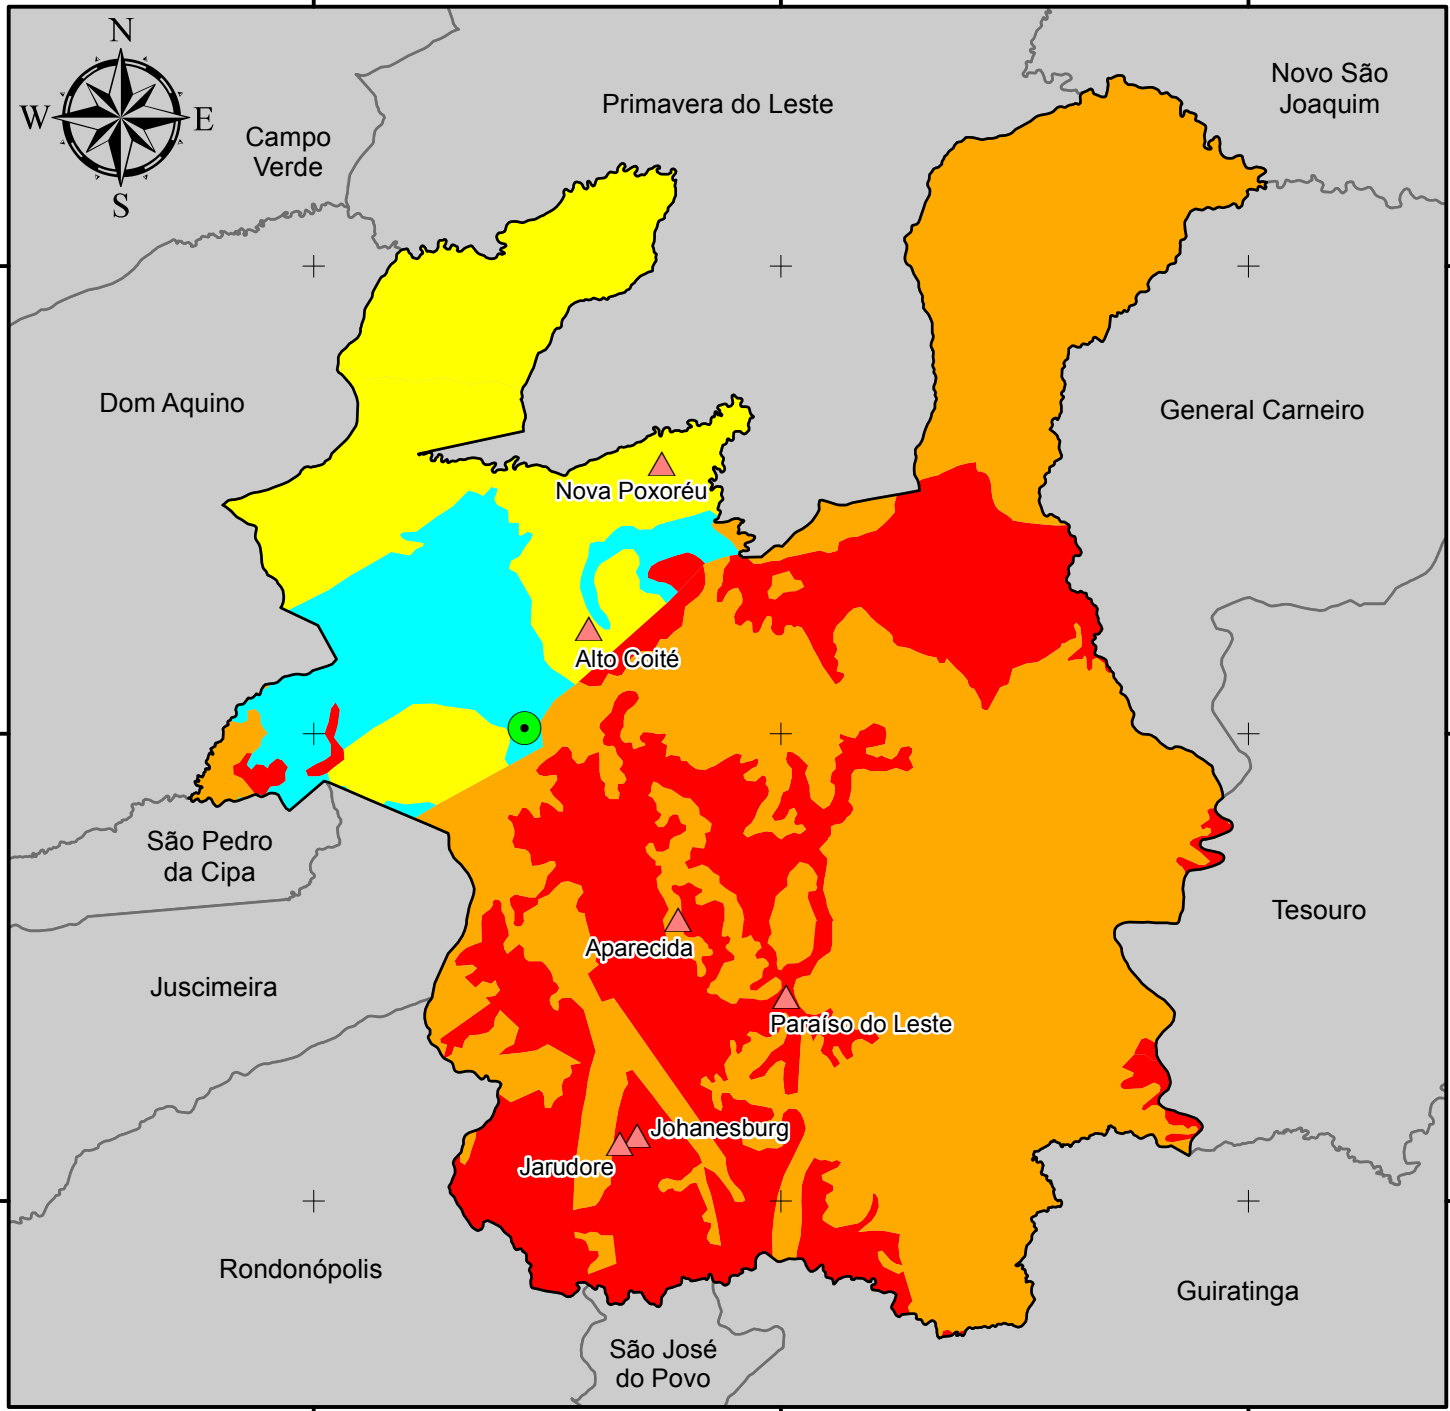 N
W
E
S
Campo
Verde
Primavera do Leste
Novo São
Joaquim
Dom Aquino
General Carneiro
Nova Poxoréu
Alto Coité
São Pedro
da Cipa
Tesouro
Aparecida
Juscimeira
Paraíso do Leste
Johanesburg
Jarudore
Rondonópolis
Guiratinga
São José
do Povo